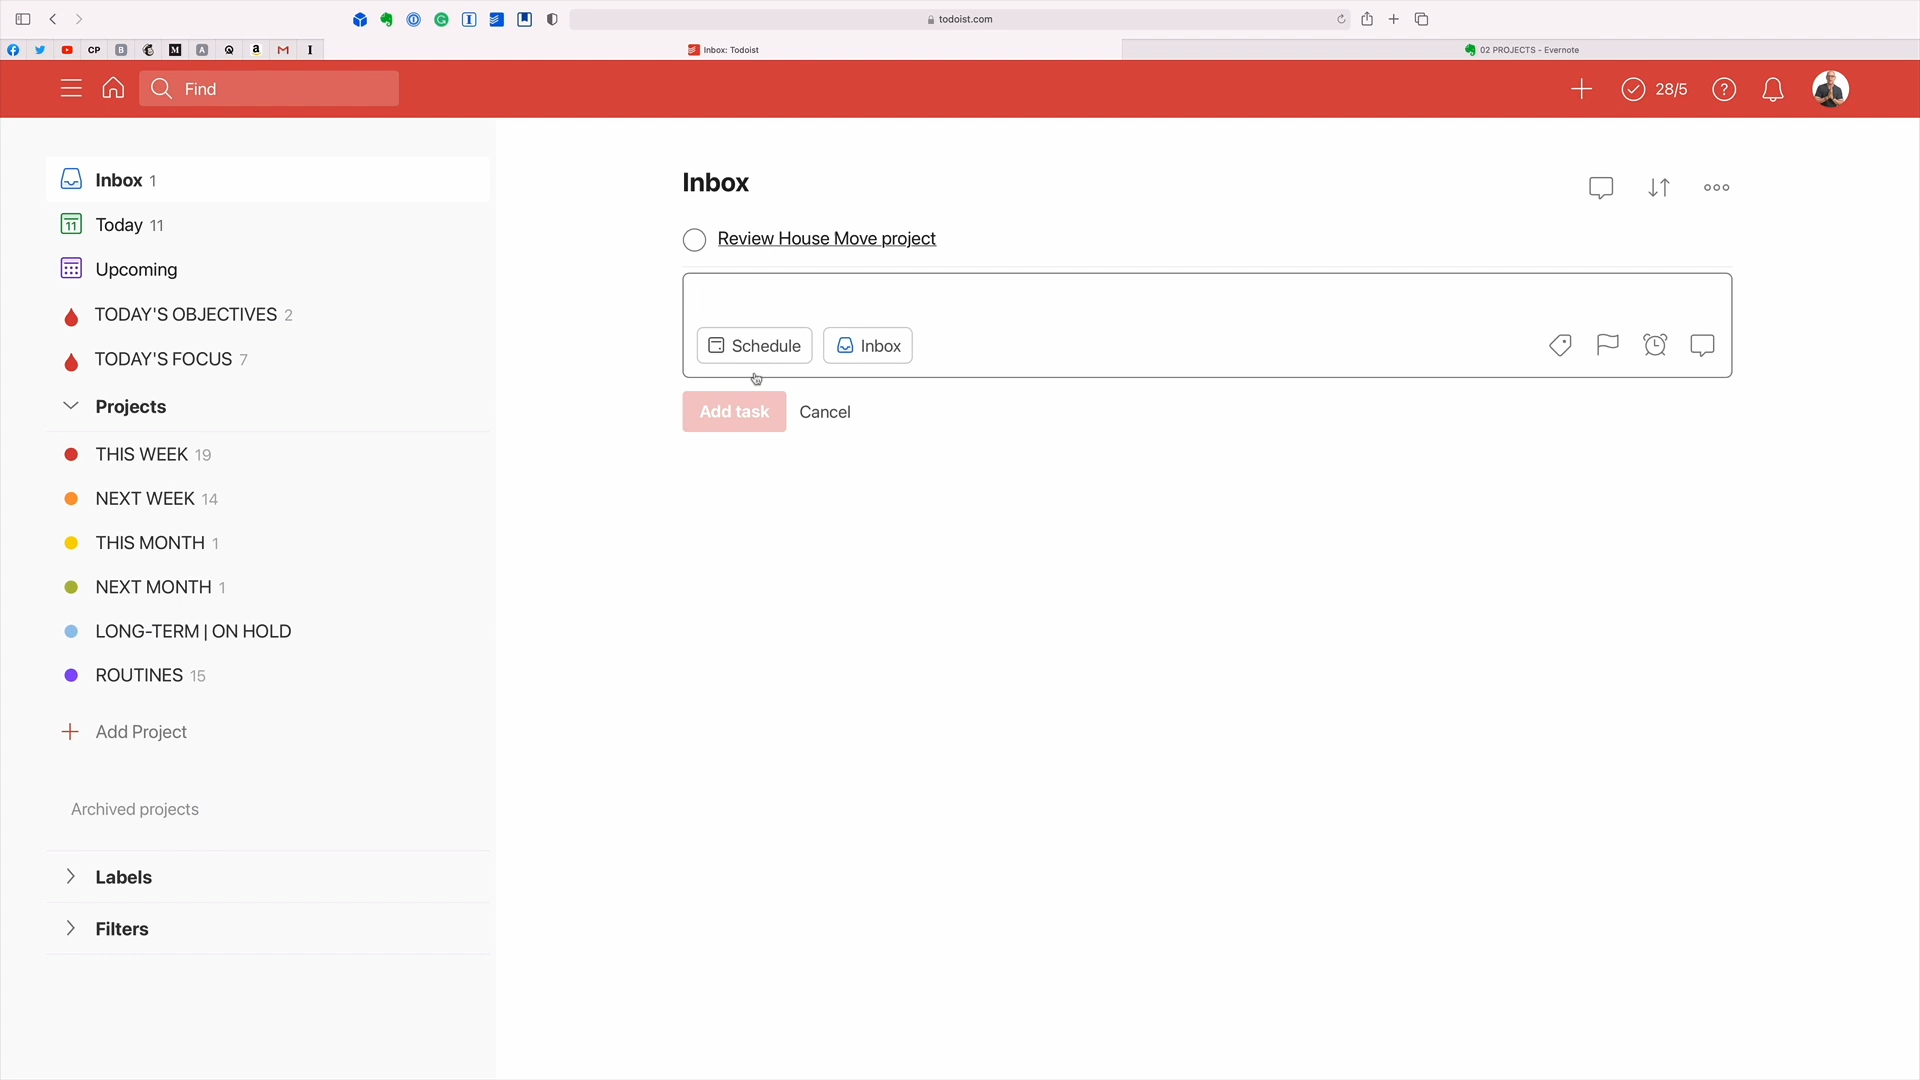 todoist.com
CP
B
M
A
a
M
I
Inbox: Todoist
02 PROJECTS - Evernote
Find
28/5
?
Inbox 1
11
Today 11
Upcoming
TODAY'S OBJECTIVES 2
TODAY'S FOCUS 7
Projects
THIS WEEK 19
NEXT WEEK 14
THIS MONTH 1
NEXT MONTH 1
LONG-TERM | ON HOLD
ROUTINES 15
Add Project
Archived projects
Labels
Filters
Inbox
Review House Move project
Schedule
Inbox
Add task
Cancel